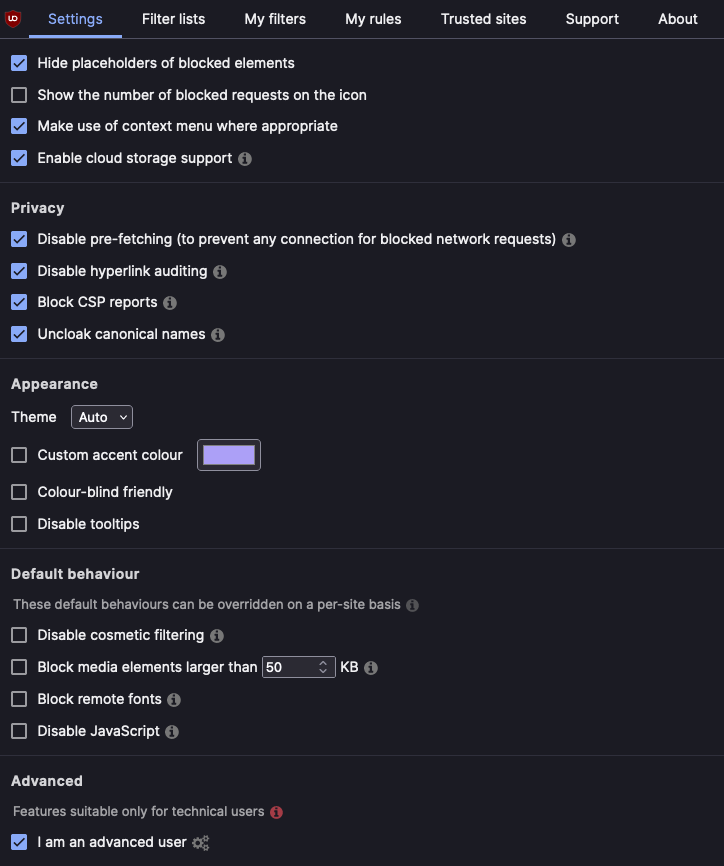 Settings Filter lists My filters My rules Trusted sites Support About
Hide placeholders of blocked elements
Show the number of blocked requests on the icon
Make use of context menu where appropriate
Enable cloud storage support
Privacy
Disable pre-fetching (to prevent any connection for blocked network requests)
Disable hyperlink auditing
Block CSP reports
Uncloak canonical names
Appearance
Theme Auto
Custom accent colour
Colour-blind friendly
Disable tooltips
Default behaviour
These default behaviours can be overridden on a per-site basis
Disable cosmetic filtering
Block media elements larger than 50 KB
Block remote fonts
Disable JavaScript
Advanced
Features suitable only for technical users
I am an advanced user